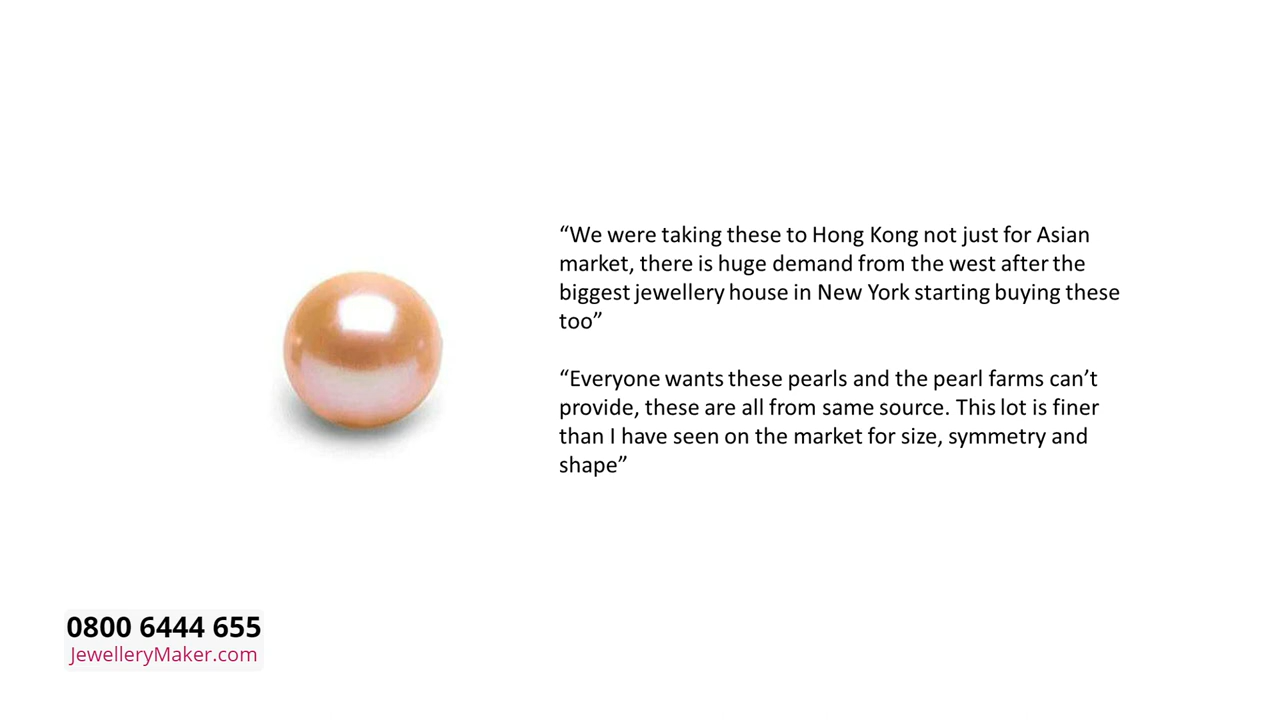 “We were taking these to Hong Kong not just for Asian
market, there is huge demand from the west after the
biggest jewellery house in New York starting buying these
too”
“Everyone wants these pearls and the pearl farms can’t
provide, these are all from same source. This lot is finer
than I have seen on the market for size, symmetry and
shape”
0800 6444 655
JewelleryMaker.com